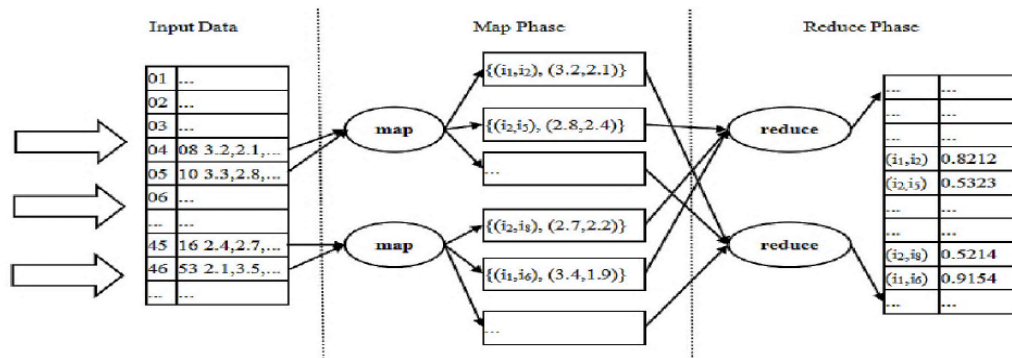 Input Data
Map Phase
Reduce Phase
01 ...
02 ...
03 ...
04 08 3.2,2.1,...
05 10 3.3,2.8,...
06 ...
... ...
45 16 2.4,2.7,...
46 53 2.1,3.5,...
... ...
map
map
{(i₁,i₂), (3.2,2.1)}
{(i₂,i₅), (2.8,2.4)}
...
{(i₂,i₈), (2.7,2.2)}
{(i₁,i₆), (3.4,1.9)}
...
reduce
reduce
... ...
... ...
... ...
(i₁,i₂) 0.8212
(i₂,i₅) 0.5323
... ...
... ...
(i₂,i₈) 0.5214
(i₁,i₆) 0.9154
... ...